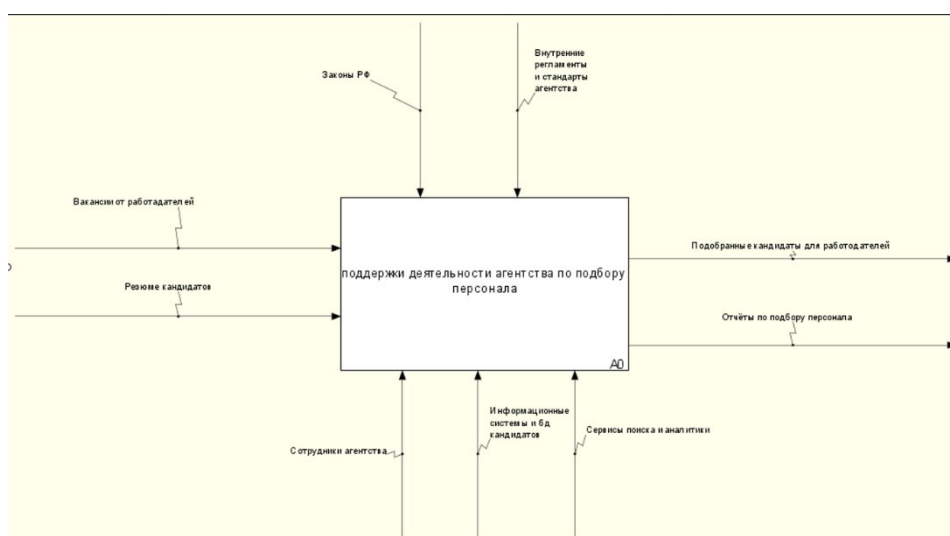 Законы РФ
Внутренние
регламенты
и стандарты
агентства
Вакансии от работадателей
Резюме кандидатов
поддержки деятельности агентства по подбору
персонала
A0
Подобранные кандидаты для работодателей
Отчёты по подбору персонала
Сотрудники агентства
Информационные
системы и бд
кандидатов
Сервисы поиска и аналитики